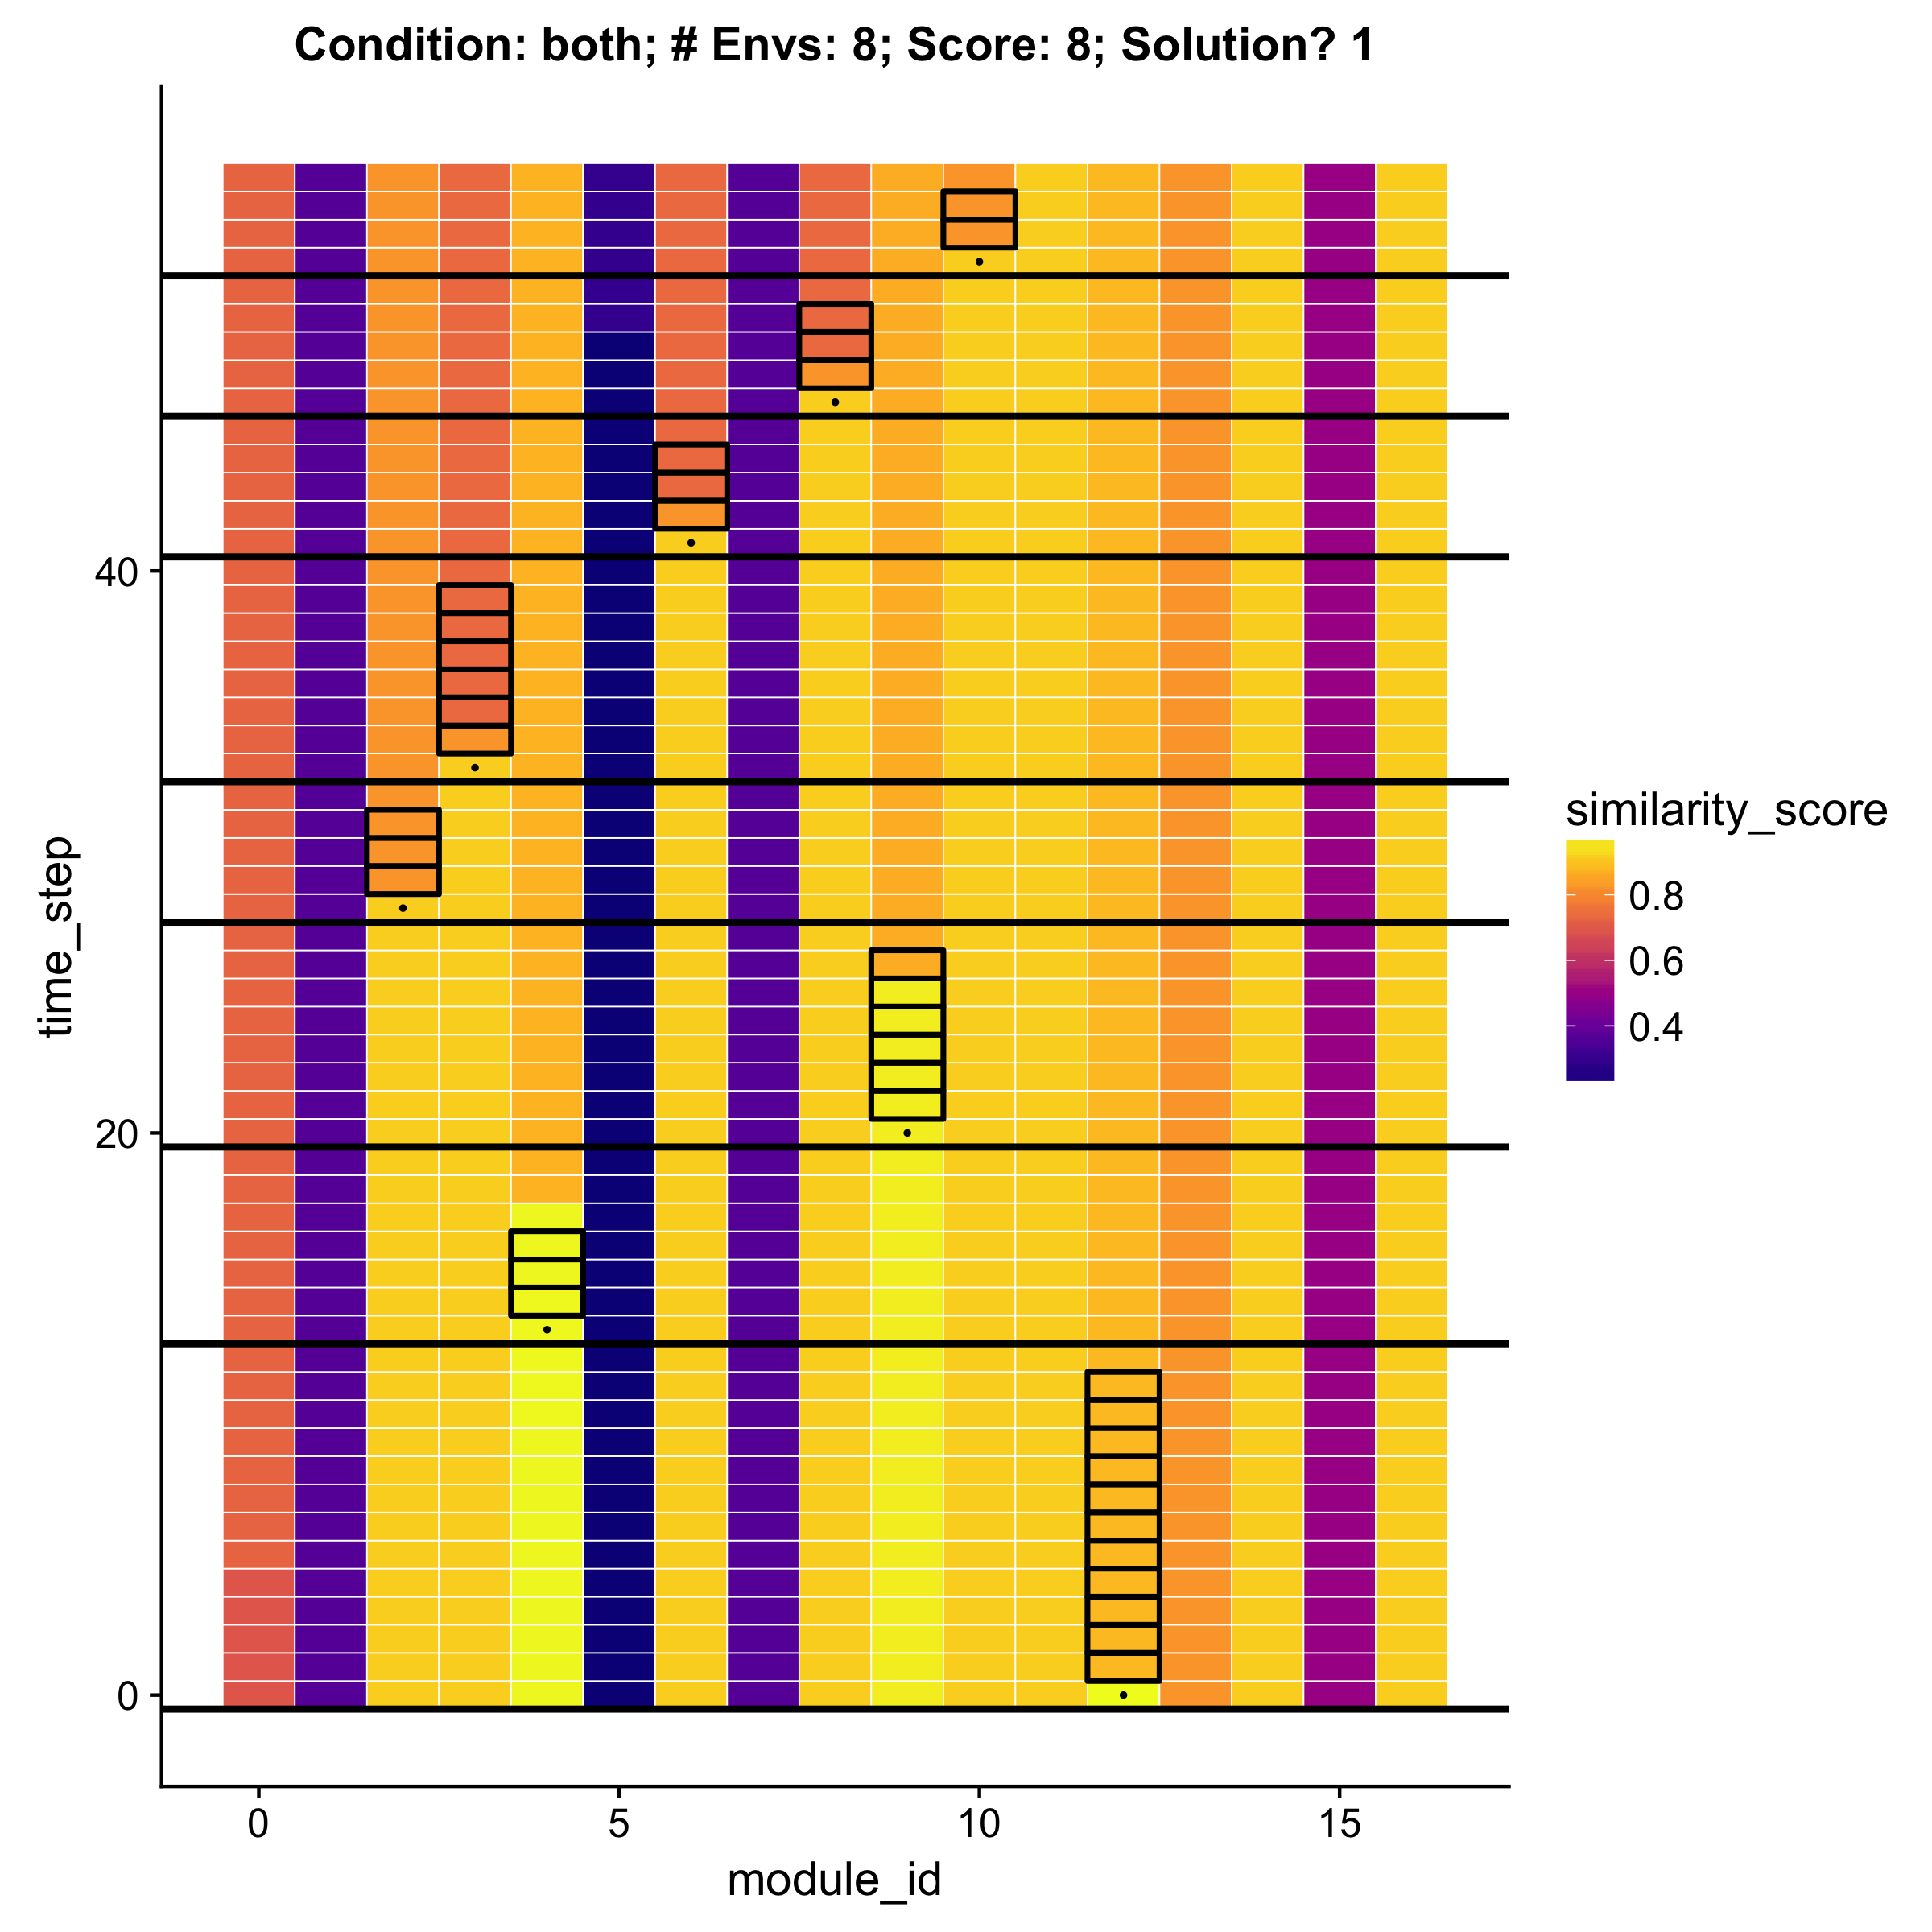 Condition: both; # Envs: 8; Score: 8; Solution? 1
time_step
40
20
0
0
5
10
15
module_id
similarity_score
0.8
0.6
0.4